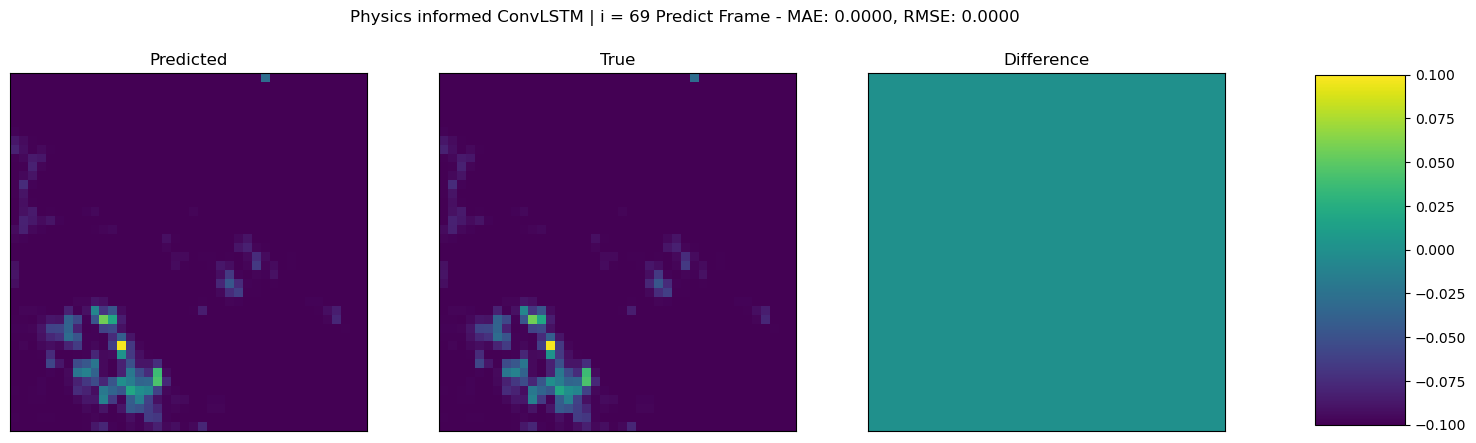 Physics informed ConvLSTM | i = 69 Predict Frame - MAE: 0.0000, RMSE: 0.0000
Predicted
True
Difference
0.100
0.075
0.050
0.025
0.000
−0.025
−0.050
−0.075
−0.100